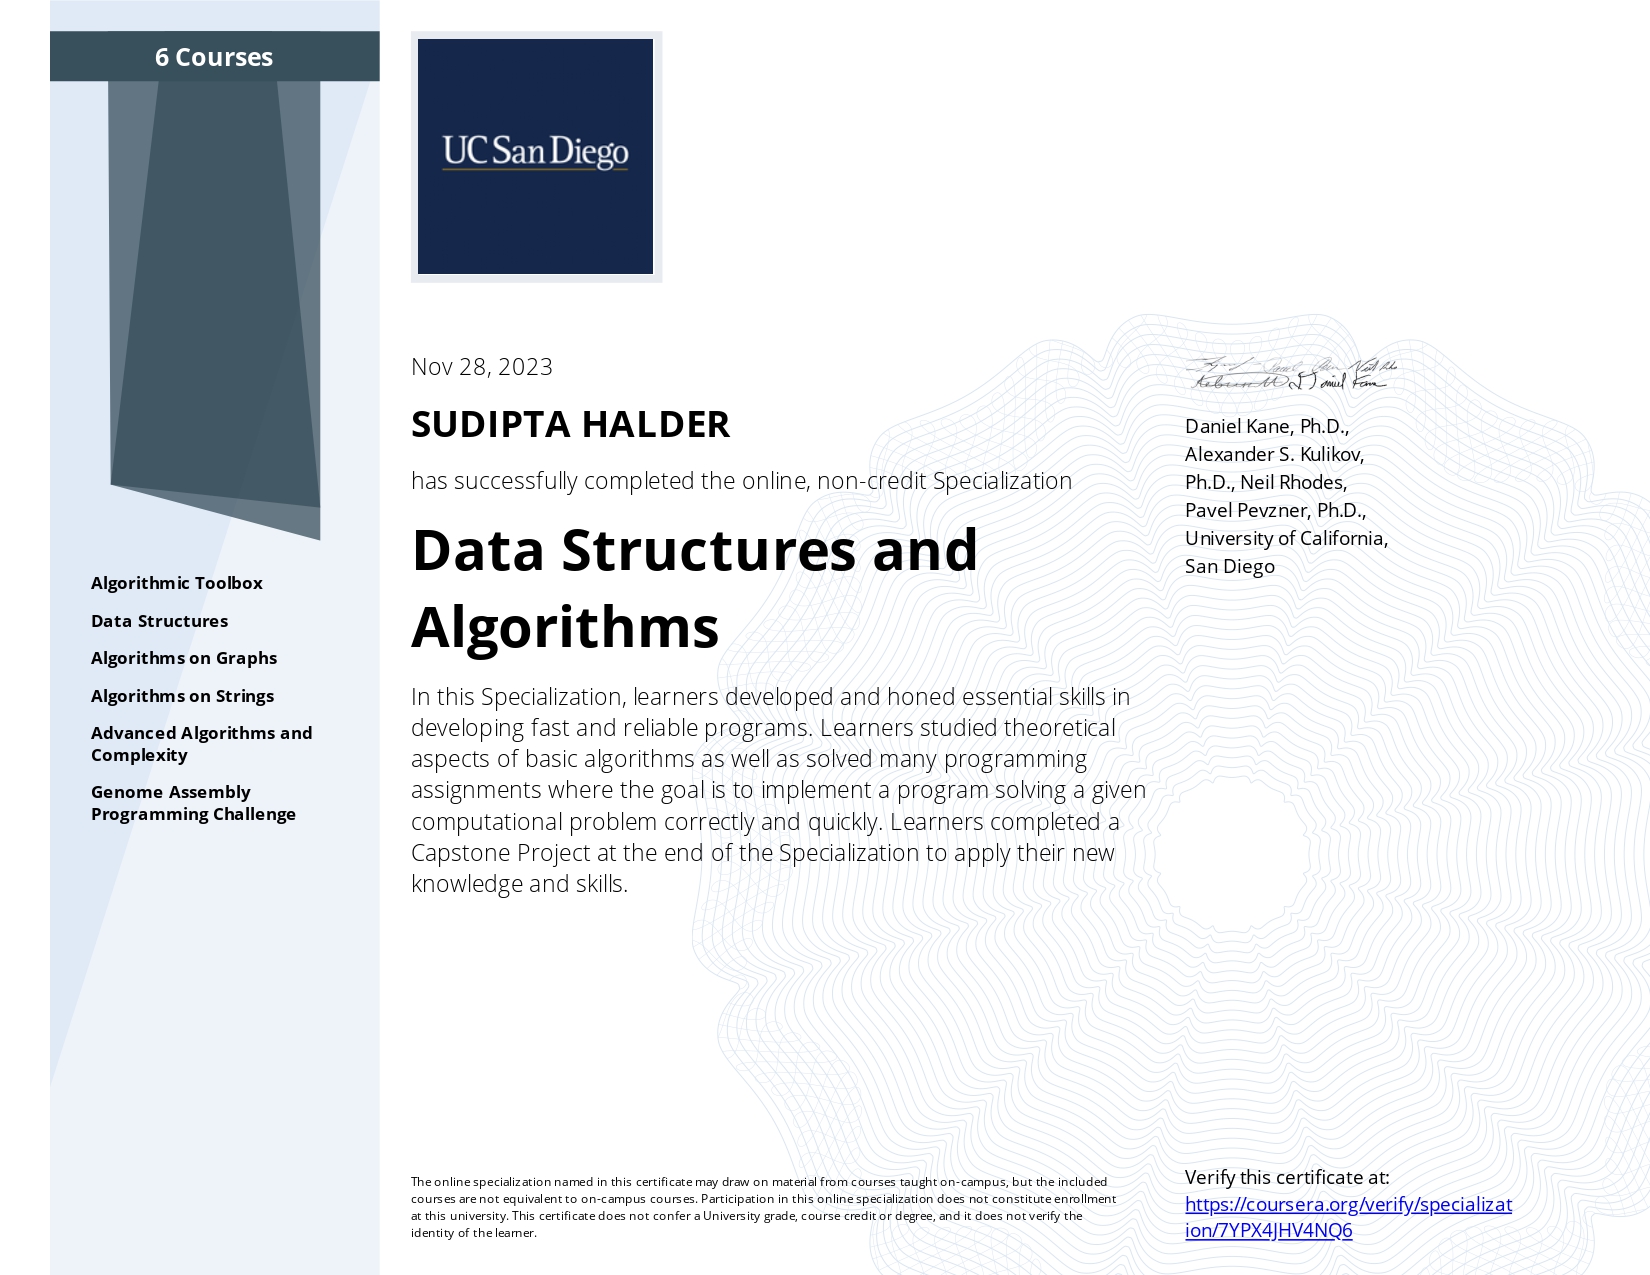 6 Courses
UC San Diego
Nov 28, 2023
SUDIPTA HALDER
has successfully completed the online, non-credit Specialization
Data Structures and
Algorithms
In this Specialization, learners developed and honed essential skills in
developing fast and reliable programs. Learners studied theoretical
aspects of basic algorithms as well as solved many programming
assignments where the goal is to implement a program solving a given
computational problem correctly and quickly. Learners completed a
Capstone Project at the end of the Specialization to apply their new
knowledge and skills.
Algorithmic Toolbox
Data Structures
Algorithms on Graphs
Algorithms on Strings
Advanced Algorithms and
Complexity
Genome Assembly
Programming Challenge
Daniel Kane, Ph.D.,
Alexander S. Kulikov,
Ph.D., Neil Rhodes,
Pavel Pevzner, Ph.D.,
University of California,
San Diego
The online specialization named in this certificate may draw on material from courses taught on-campus, but the included
courses are not equivalent to on-campus courses. Participation in this online specialization does not constitute enrollment
at this university. This certificate does not confer a University grade, course credit or degree, and it does not verify the
identity of the learner.
Verify this certificate at:
https://coursera.org/verify/specializat
ion/7YPX4JHV4NQ6